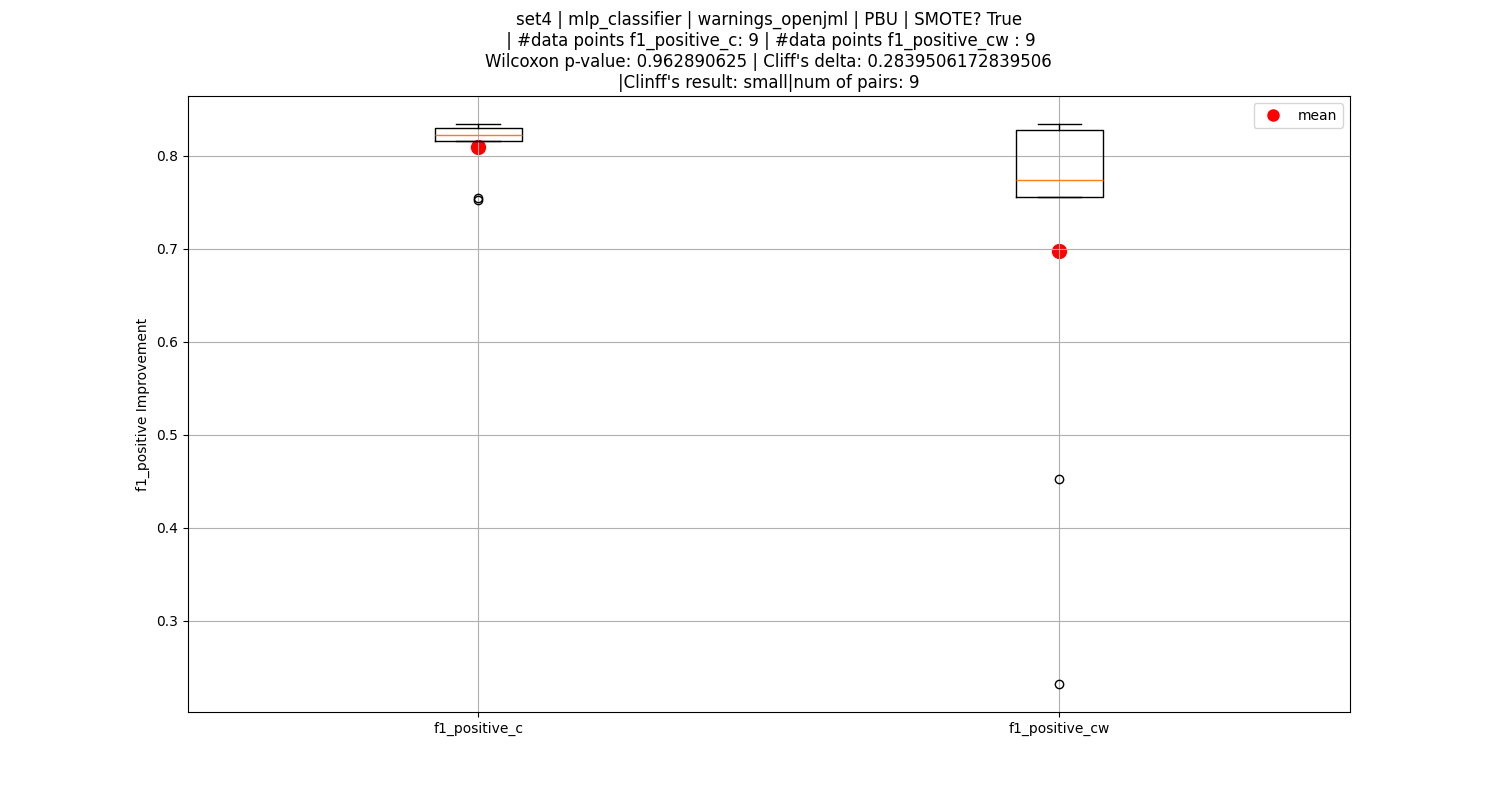 set4 | mlp_classifier | warnings_openjml | PBU | SMOTE? True
| #data points f1_positive_c: 9 | #data points f1_positive_cw : 9
Wilcoxon p-value: 0.962890625 | Cliff's delta: 0.2839506172839506
|Clinff's result: small|num of pairs: 9
mean
0.8
0.7
0.6
0.5
0.4
0.3
f1_positive Improvement
f1_positive_c
f1_positive_cw